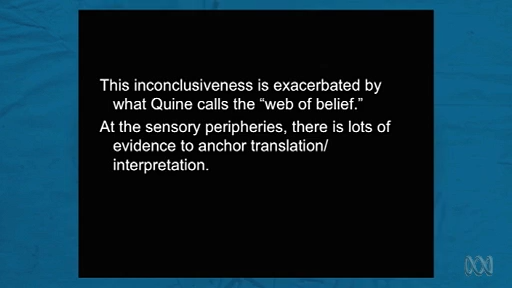 This inconclusiveness is exacerbated by
what Quine calls the “web of belief.”
At the sensory peripheries, there is lots of
evidence to anchor translation/
interpretation.